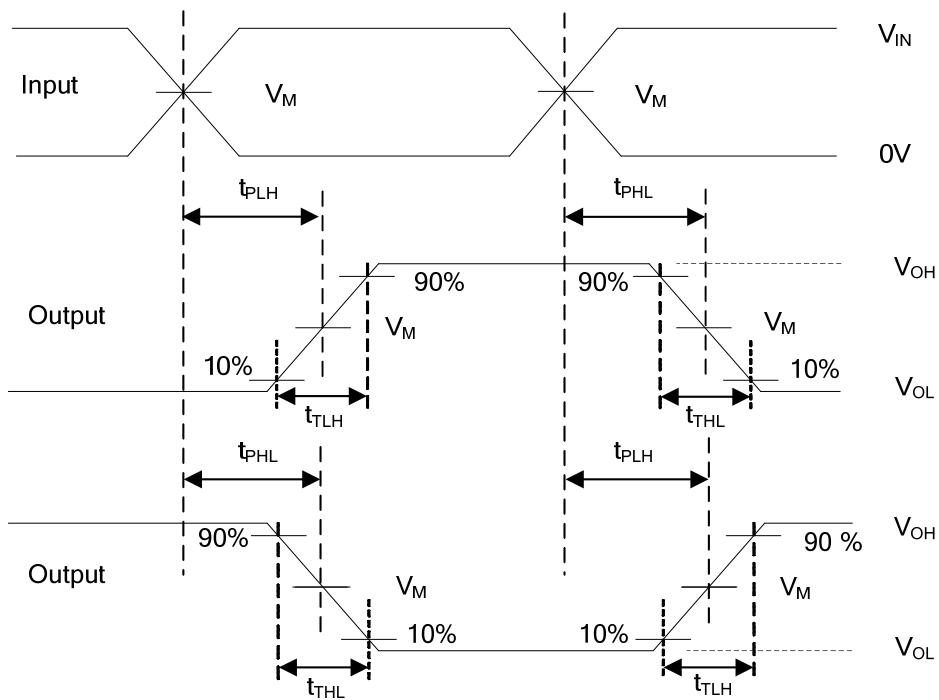 V_IN
Input
V_M
V_M
0V
t_PLH
t_PHL
V_OH
90%
90%
Output
V_M
V_M
10%
10%
V_OL
t_TLH
t_THL
t_PHL
t_PLH
V_OH
90%
90 %
Output
V_M
V_M
10%
10%
V_OL
t_THL
t_TLH